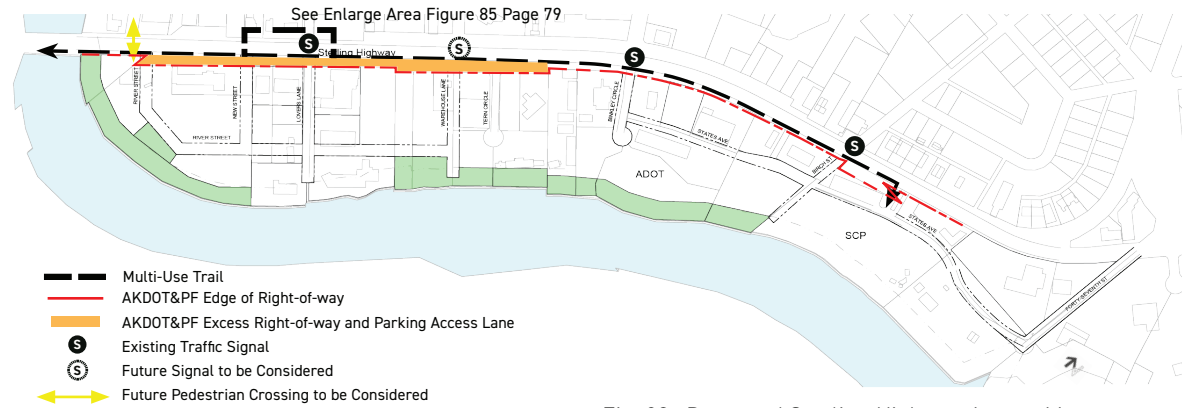 See Enlarge Area Figure 85 Page 79
S
Sterling Highway
S
S
S
RIVER STREET
NEW STREET
LOVERS LANE
WAREHOUSE LANE
TERN CIRCLE
BINKLEY CIRCLE
STATES AVE
RIVER STREET
BIRCH ST
ADOT
SCP
STATES AVE
FORTY-SEVENTH ST
Multi-Use Trail
AKDOT&PF Edge of Right-of-way
AKDOT&PF Excess Right-of-way and Parking Access Lane
S Existing Traffic Signal
S Future Signal to be Considered
Future Pedestrian Crossing to be Considered